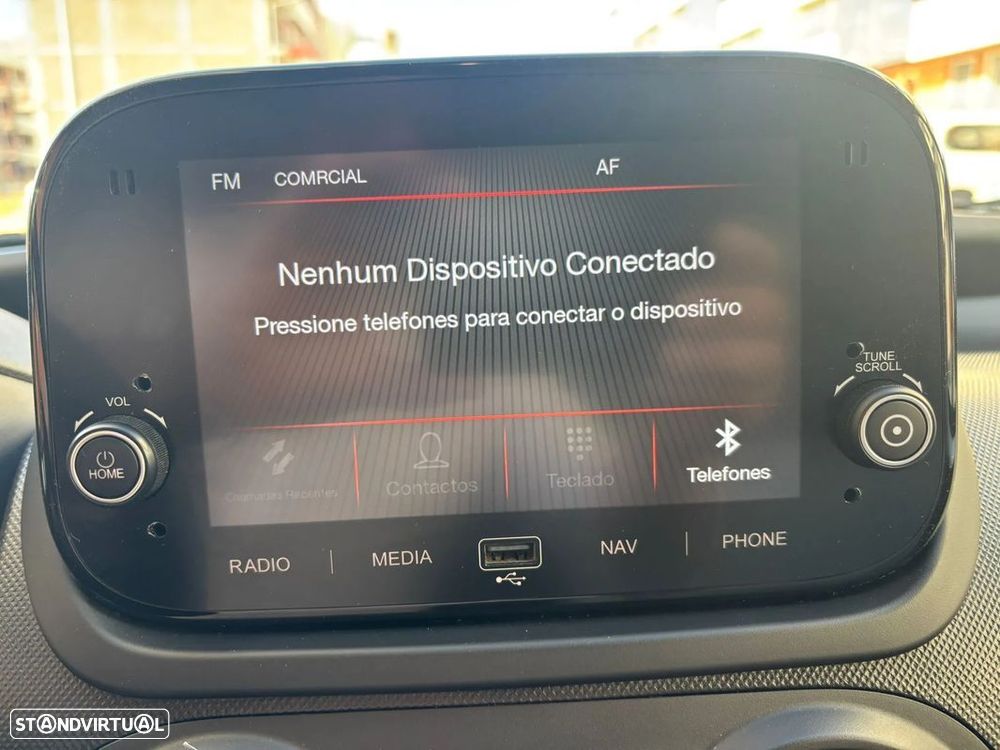 FM COMRCIAL AF
Nenhum Dispositivo Conectado
Pressione telefones para conectar o dispositivo
VOL
HOME
TUNE
SCROLL
Chamadas Recentes Contactos Teclado Telefones
RADIO MEDIA NAV PHONE
STANDVIRTUAL